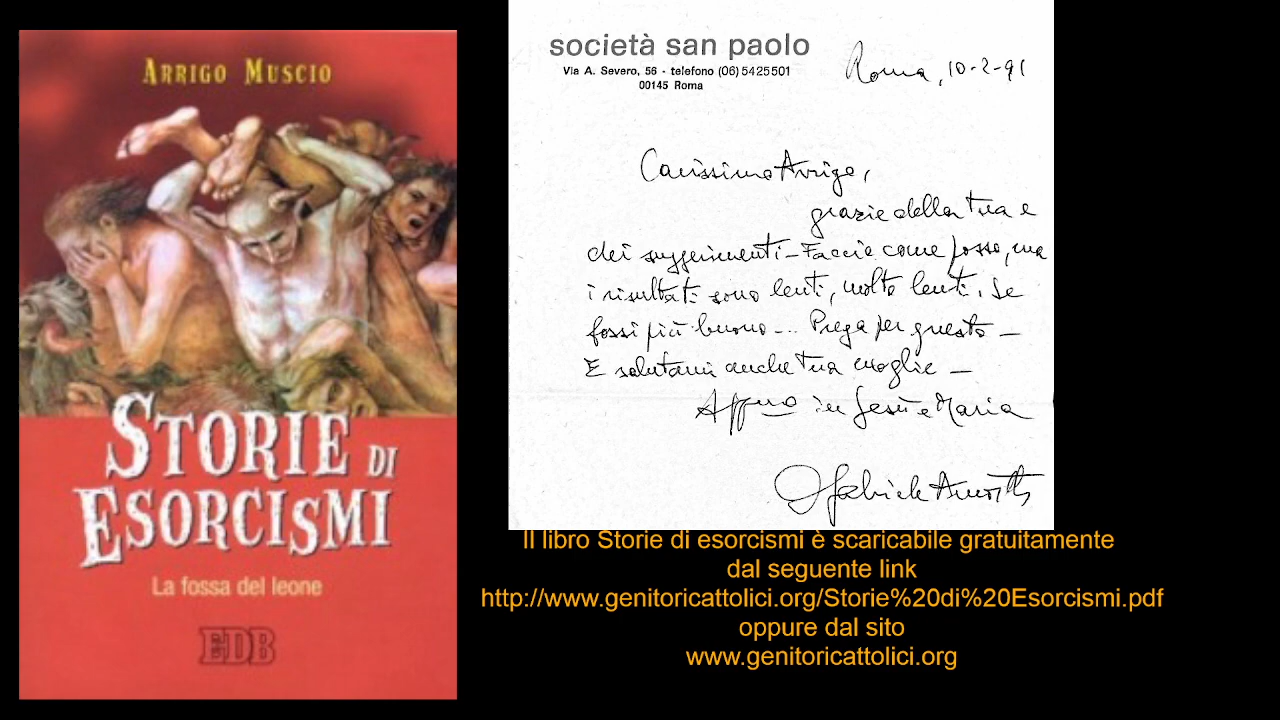 ARRIGO MUSCIO
STORIE DI
ESORCISMI
La fossa del leone
EDB
società san paolo
Via A. Severo, 56 - telefono (06) 5425501
00145 Roma
Roma, 10-2-91
Carissimo Arrigo,
grazie della tua e
dei suggerimenti - Faccio come posso, ma
i risultati sono lenti, molto lenti. Se
fossi più buono ... Prega per questo -
E salutami anche tua moglie -
Aff.mo in Gesù e Maria
D Gabriele Amorth
Il libro Storie di esorcismi è scaricabile gratuitamente
dal seguente link
http://www.genitoricattolici.org/Storie%20di%20Esorcismi.pdf
oppure dal sito
www.genitoricattolici.org